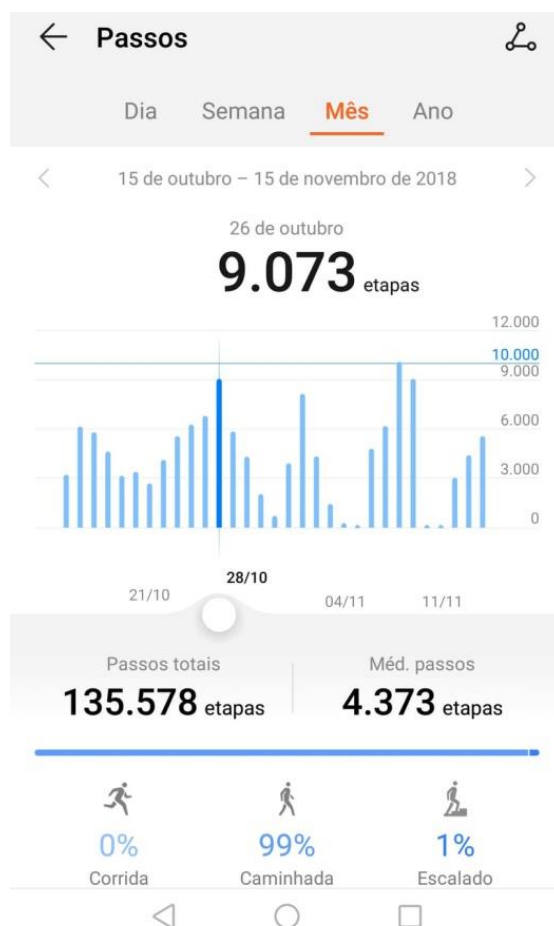 Passos
Dia Semana Mês Ano
15 de outubro – 15 de novembro de 2018
26 de outubro
9.073 etapas
12.000
10.000
9.000
6.000
3.000
0
28/10
21/10 04/11 11/11
Passos totais Méd. passos
135.578 etapas 4.373 etapas
0% 99% 1%
Corrida Caminhada Escalado